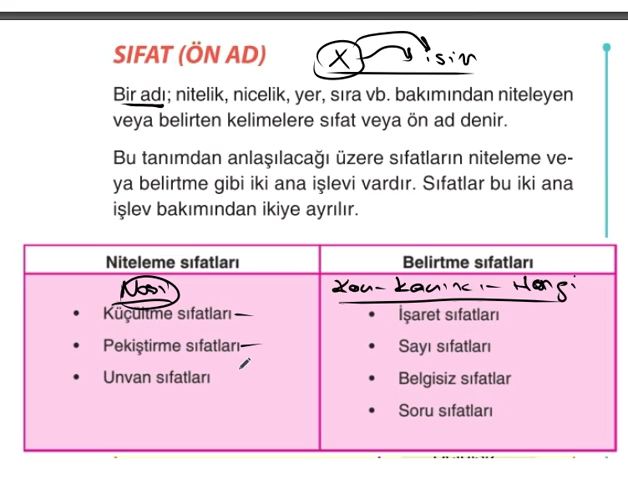 SIFAT (ÖN AD)
X isim
Bir adı; nitelik, nicelik, yer, sıra vb. bakımından niteleyen
veya belirten kelimelere sıfat veya ön ad denir.
Bu tanımdan anlaşılacağı üzere sıfatların niteleme ve-
ya belirtme gibi iki ana işlevi vardır. Sıfatlar bu iki ana
işlev bakımından ikiye ayrılır.
Niteleme sıfatları
Nasıl
• Küçültme sıfatları
• Pekiştirme sıfatları
• Unvan sıfatları
Belirtme sıfatları
Kaç - Kaçıncı - Hangi
• İşaret sıfatları
• Sayı sıfatları
• Belgisiz sıfatlar
• Soru sıfatları